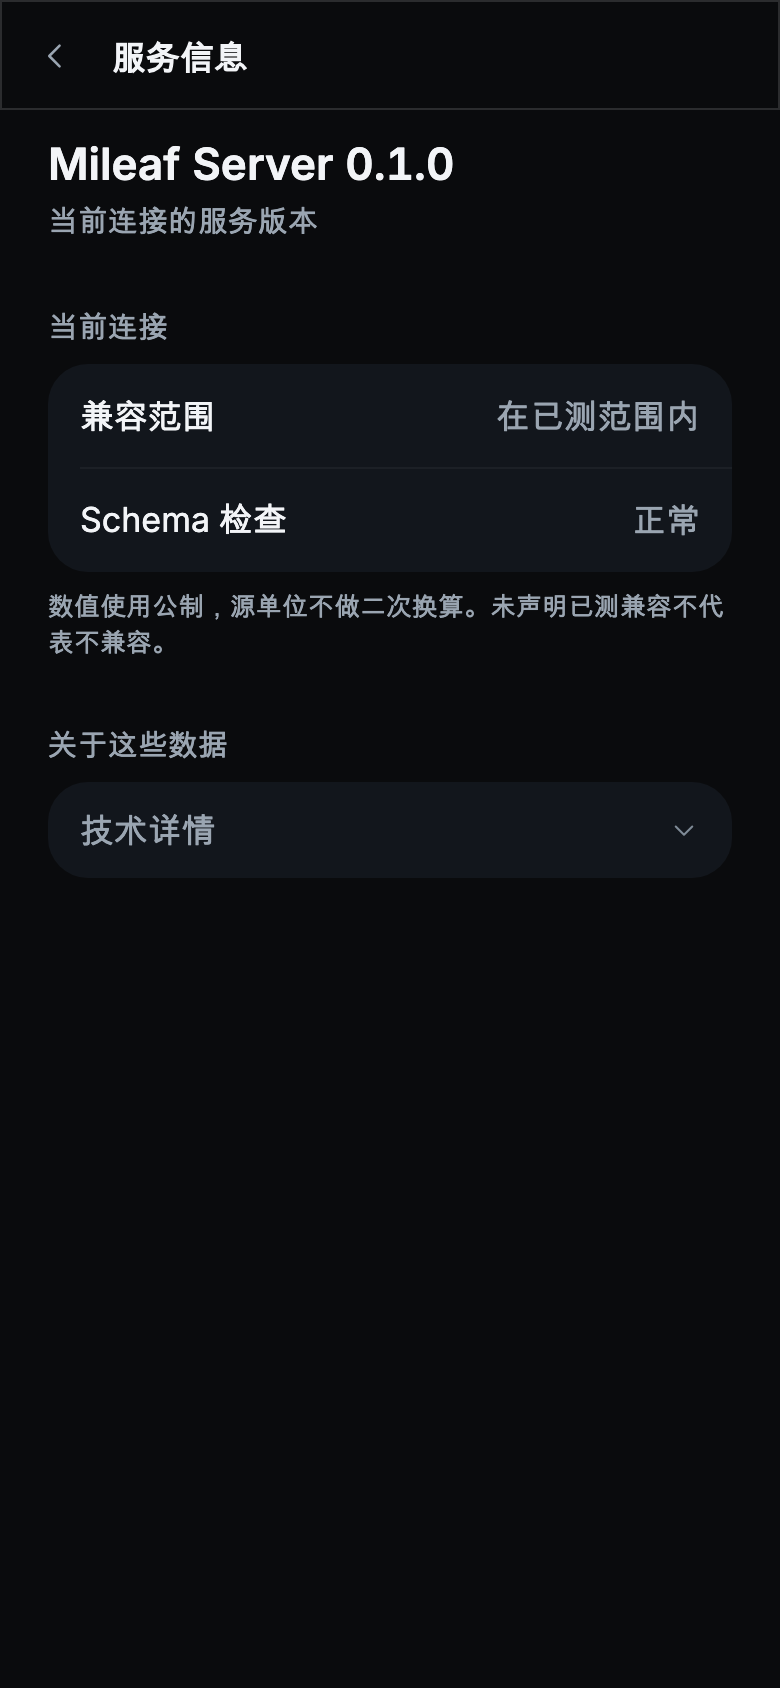 服务信息
Mileaf Server 0.1.0
当前连接的服务版本
当前连接
兼容范围 在已测范围内
Schema 检查 正常
数值使用公制，源单位不做二次换算。未声明已测兼容不代
表不兼容。
关于这些数据
技术详情